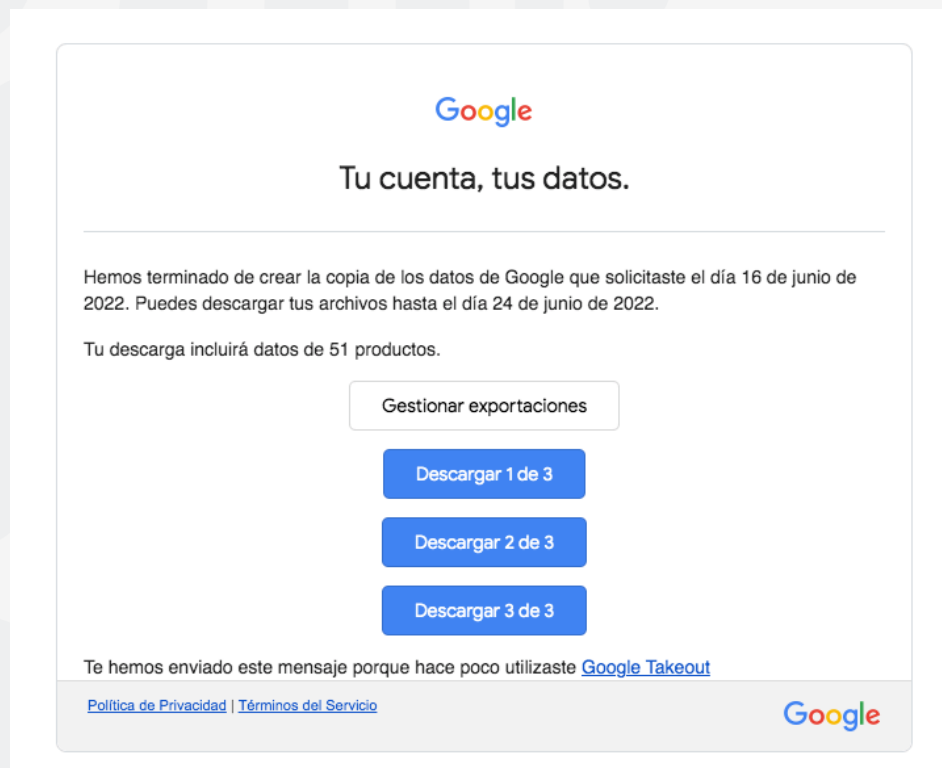 Google
Tu cuenta, tus datos.
Hemos terminado de crear la copia de los datos de Google que solicitaste el día 16 de junio de
2022. Puedes descargar tus archivos hasta el día 24 de junio de 2022.
Tu descarga incluirá datos de 51 productos.
Gestionar exportaciones
Descargar 1 de 3
Descargar 2 de 3
Descargar 3 de 3
Te hemos enviado este mensaje porque hace poco utilizaste Google Takeout
Política de Privacidad | Términos del Servicio
Google